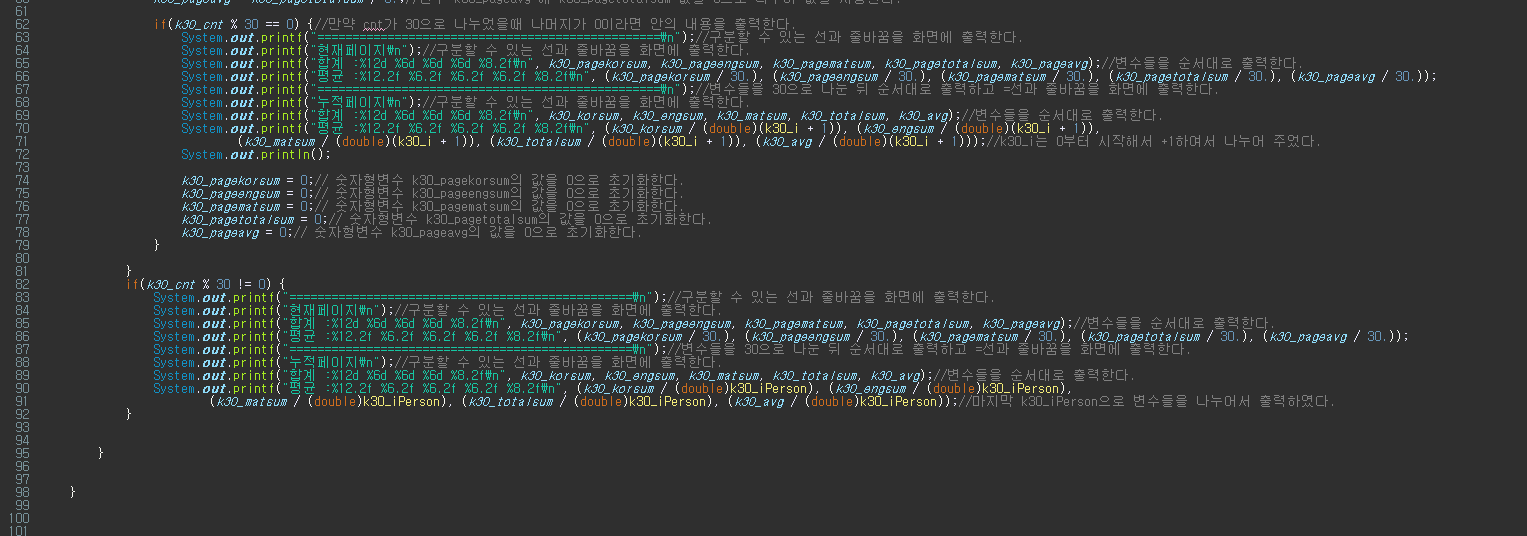 61
62 if(k30_cnt % 30 == 0) {//만약 cnt가 30으로 나누었을때 나머지가 0이라면 안의 내용을 출력한다.
63 System.out.printf("=================================================\n");//구분할 수 있는 선과 줄바꿈을 화면에 출력한다.
64 System.out.printf("현재페이지\n");//구분할 수 있는 선과 줄바꿈을 화면에 출력한다.
65 System.out.printf("합계 :%12d %6d %6d %6d %8.2f\n", k30_pagekorsum, k30_pageengsum, k30_pagematsum, k30_pagetotalsum, k30_pageavg);//변수들을 순서대로 출력한다.
66 System.out.printf("평균 :%12.2f %6.2f %6.2f %6.2f %8.2f\n", (k30_pagekorsum / 30.), (k30_pageengsum / 30.), (k30_pagematsum / 30.), (k30_pagetotalsum / 30.), (k30_pageavg / 30.));
67 System.out.printf("=================================================\n");//변수들을 30으로 나눈 뒤 순서대로 출력하고 =선과 줄바꿈을 화면에 출력한다.
68 System.out.printf("누적페이지\n");//구분할 수 있는 선과 줄바꿈을 화면에 출력한다.
69 System.out.printf("합계 :%12d %6d %6d %6d %8.2f\n", k30_korsum, k30_engsum, k30_matsum, k30_totalsum, k30_avg);//변수들을 순서대로 출력한다.
70 System.out.printf("평균 :%12.2f %6.2f %6.2f %6.2f %8.2f\n", (k30_korsum / (double)(k30_i + 1)), (k30_engsum / (double)(k30_i + 1)),
71 (k30_matsum / (double)(k30_i + 1)), (k30_totalsum / (double)(k30_i + 1)), (k30_avg / (double)(k30_i + 1)));//k30_i는 0부터 시작해서 +1하여서 나누어 주었다.
72 System.out.println();
73
74 k30_pagekorsum = 0;// 숫자형변수 k30_pagekorsum의 값을 0으로 초기화한다.
75 k30_pageengsum = 0;// 숫자형변수 k30_pageengsum의 값을 0으로 초기화한다.
76 k30_pagematsum = 0;// 숫자형변수 k30_pagematsum의 값을 0으로 초기화한다.
77 k30_pagetotalsum = 0;// 숫자형변수 k30_pagetotalsum의 값을 0으로 초기화한다.
78 k30_pageavg = 0;// 숫자형변수 k30_pageavg의 값을 0으로 초기화한다.
79 }
80
81 }
82 if(k30_cnt % 30 != 0) {
83 System.out.printf("=================================================\n");//구분할 수 있는 선과 줄바꿈을 화면에 출력한다.
84 System.out.printf("현재페이지\n");//구분할 수 있는 선과 줄바꿈을 화면에 출력한다.
85 System.out.printf("합계 :%12d %6d %6d %6d %8.2f\n", k30_pagekorsum, k30_pageengsum, k30_pagematsum, k30_pagetotalsum, k30_pageavg);//변수들을 순서대로 출력한다.
86 System.out.printf("평균 :%12.2f %6.2f %6.2f %6.2f %8.2f\n", (k30_pagekorsum / 30.), (k30_pageengsum / 30.), (k30_pagematsum / 30.), (k30_pagetotalsum / 30.), (k30_pageavg / 30.));
87 System.out.printf("=================================================\n");//변수들을 30으로 나눈 뒤 순서대로 출력하고 =선과 줄바꿈을 화면에 출력한다.
88 System.out.printf("누적페이지\n");//구분할 수 있는 선과 줄바꿈을 화면에 출력한다.
89 System.out.printf("합계 :%12d %6d %6d %6d %8.2f\n", k30_korsum, k30_engsum, k30_matsum, k30_totalsum, k30_avg);//변수들을 순서대로 출력한다.
90 System.out.printf("평균 :%12.2f %6.2f %6.2f %6.2f %8.2f\n", (k30_korsum / (double)k30_iPerson), (k30_engsum / (double)k30_iPerson),
91 (k30_matsum / (double)k30_iPerson), (k30_totalsum / (double)k30_iPerson), (k30_avg / (double)k30_iPerson));//마지막 k30_iPerson으로 변수들을 나누어서 출력하였다.
92 }
93
94
95 }
96
97
98 }
99
100
101